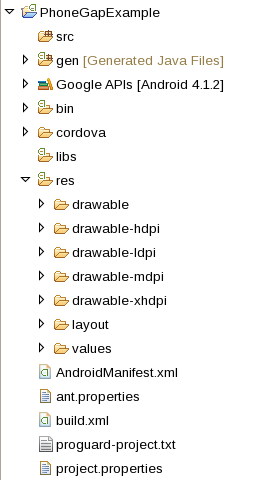 PhoneGapExample
src
gen [Generated Java Files]
Google APIs [Android 4.1.2]
bin
cordova
libs
res
drawable
drawable-hdpi
drawable-ldpi
drawable-mdpi
drawable-xhdpi
layout
values
AndroidManifest.xml
ant.properties
build.xml
proguard-project.txt
project.properties